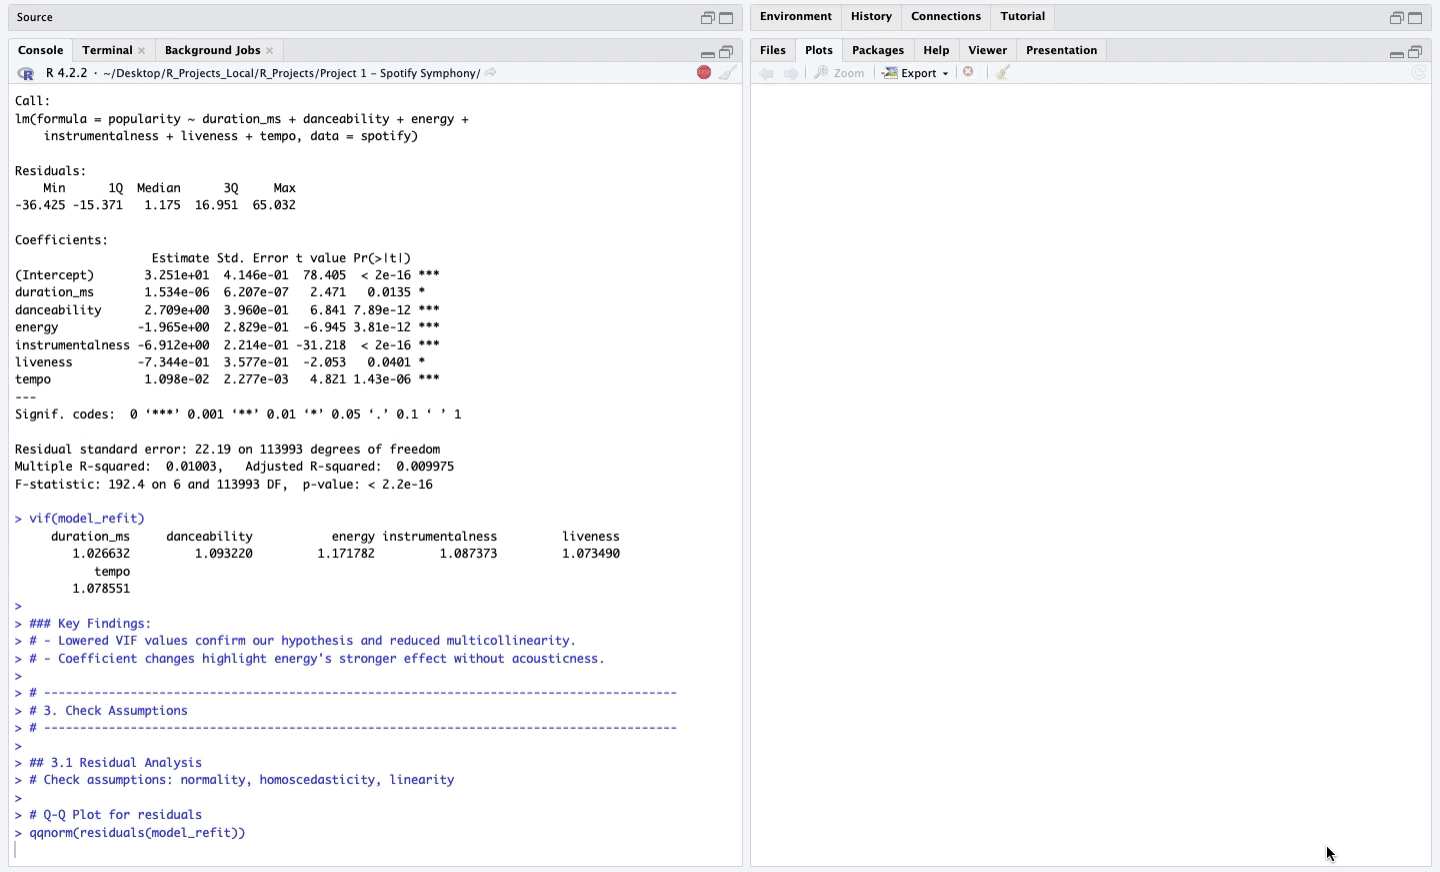 Source
Console Terminal Background Jobs
R 4.2.2 · ~/Desktop/R_Projects_Local/R_Projects/Project 1 – Spotify Symphony/
Call:
lm(formula = popularity ~ duration_ms + danceability + energy +
    instrumentalness + liveness + tempo, data = spotify)
Residuals:
    Min      1Q  Median      3Q     Max
-36.425 -15.371   1.175  16.951  65.032
Coefficients:
                   Estimate Std. Error t value Pr(>|t|)
(Intercept)       3.251e+01  4.146e-01  78.405  < 2e-16 ***
duration_ms       1.534e-06  6.207e-07   2.471   0.0135 *
danceability      2.709e+00  3.960e-01   6.841 7.89e-12 ***
energy           -1.965e+00  2.829e-01  -6.945 3.81e-12 ***
instrumentalness -6.912e+00  2.214e-01 -31.218  < 2e-16 ***
liveness         -7.344e-01  3.577e-01  -2.053   0.0401 *
tempo             1.098e-02  2.277e-03   4.821 1.43e-06 ***
---
Signif. codes:  0 ‘***’ 0.001 ‘**’ 0.01 ‘*’ 0.05 ‘.’ 0.1 ‘ ’ 1
Residual standard error: 22.19 on 113993 degrees of freedom
Multiple R-squared:  0.01003,   Adjusted R-squared:  0.009975
F-statistic: 192.4 on 6 and 113993 DF,  p-value: < 2.2e-16
> vif(model_refit)
     duration_ms     danceability           energy instrumentalness         liveness
        1.026632         1.093220         1.171782         1.087373         1.073490
           tempo
        1.078551
>
> ### Key Findings:
> # - Lowered VIF values confirm our hypothesis and reduced multicollinearity.
> # - Coefficient changes highlight energy's stronger effect without acousticness.
>
> # ----------------------------------------------------------------------------------------
> # 3. Check Assumptions
> # ----------------------------------------------------------------------------------------
>
> ## 3.1 Residual Analysis
> # Check assumptions: normality, homoscedasticity, linearity
>
> # Q-Q Plot for residuals
> qqnorm(residuals(model_refit))
Environment History Connections Tutorial
Files Plots Packages Help Viewer Presentation
Zoom Export